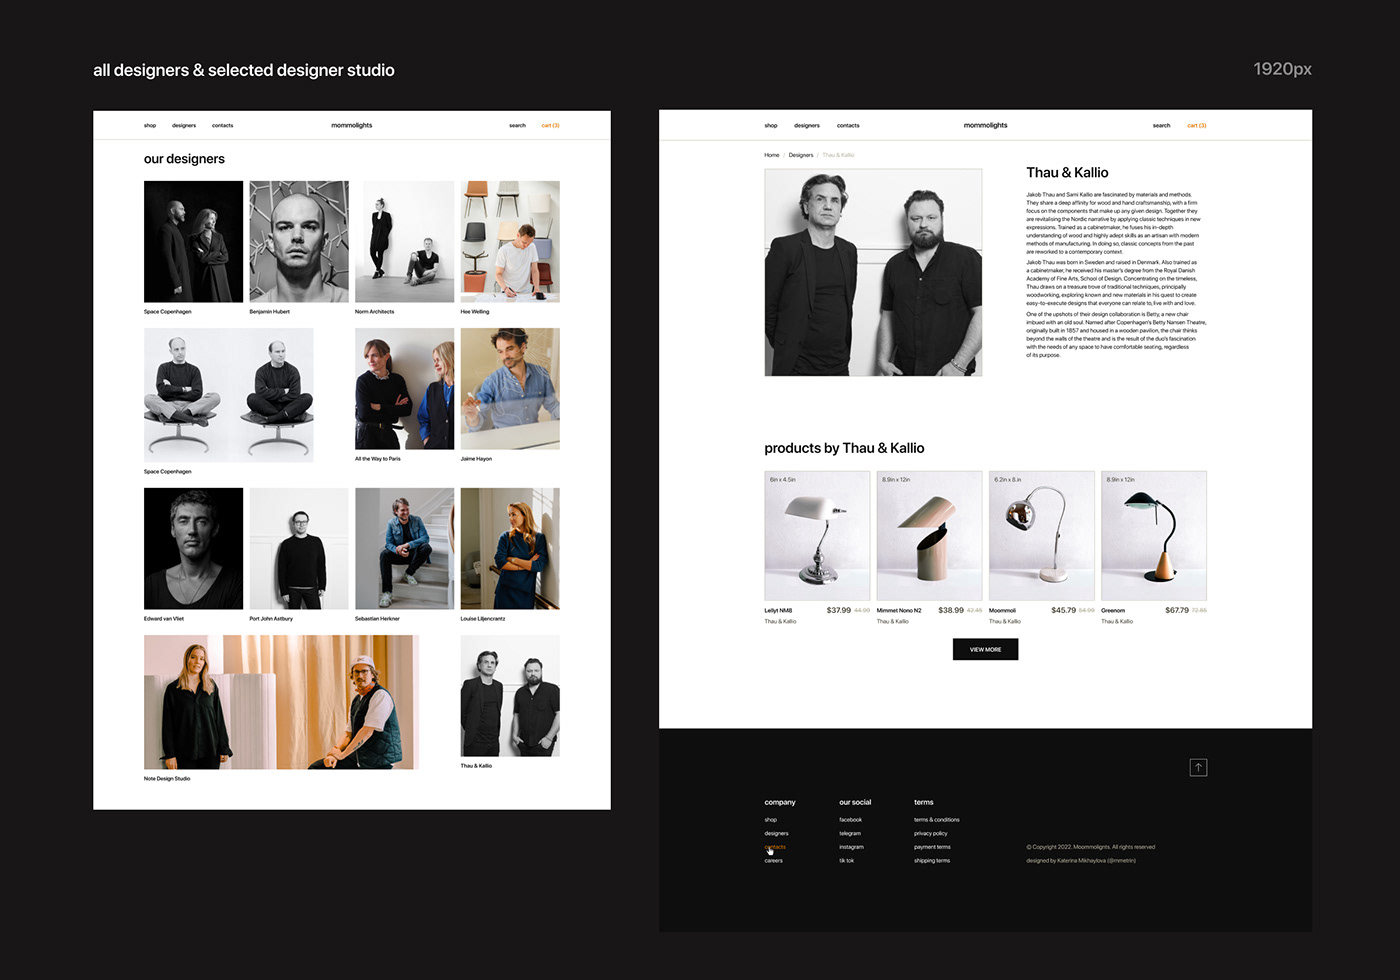 all designers & selected designer studio
1920px
shop designers contacts mommolights search cart (3)
our designers
Space Copenhagen
Benjamin Hubert
Norm Architects
Hee Welling
Space Copenhagen
All the Way to Paris
Jaime Hayon
Edward van Vliet
Port John Astbury
Sebastian Herkner
Louise Liljencrantz
Note Design Studio
Thau & Kallio
shop designers contacts mommolights search cart (3)
Home / Designers / Thau & Kallio
Thau & Kallio
Jakob Thau and Sami Kallio are fascinated by materials and methods.
They share a deep affinity for wood and hand craftsmanship, with a firm
focus on the components that make up any given design. Together they
are revitalising the Nordic narrative by applying classic techniques in new
expressions. Trained as a cabinetmaker, he fuses his in-depth
understanding of wood and highly adept skills as an artisan with modern
methods of manufacturing. In doing so, classic concepts from the past
are reworked to a contemporary context.
Jakob Thau was born in Sweden and raised in Denmark. Also trained as
a cabinetmaker, he received his master's degree from the Royal Danish
Academy of Fine Arts, School of Design. Concentrating on the timeless,
Thau draws on a treasure trove of traditional techniques, principally
woodworking, exploring known and new materials in his quest to create
easy-to-execute designs that everyone can relate to, live with and love.
One of the upshots of their design collaboration is Betty, a new chair
imbued with an old soul. Named after Copenhagen's Betty Nansen Theatre,
originally built in 1857 and housed in a wooden pavilion, the chair thinks
beyond the walls of the theatre and is the result of the duo's fascination
with the needs of any space to have comfortable seating, regardless
of its purpose.
products by Thau & Kallio
6in x 4.5in
8.9in x 12in
6.2in x 8.in
8.9in x 12in
Lellyt NM8 $37.99 44.99
Thau & Kallio
Mimmet Nono N2 $38.99 42.45
Thau & Kallio
Moommoli $45.79 54.99
Thau & Kallio
Greenom $67.79 72.85
Thau & Kallio
VIEW MORE
company
shop
designers
contacts
careers
our social
facebook
telegram
instagram
tik tok
terms
terms & conditions
privacy policy
payment terms
shipping terms
© Copyright 2022. Moommolights. All rights reserved
designed by Katerina Mikhaylova (@mmetrin)